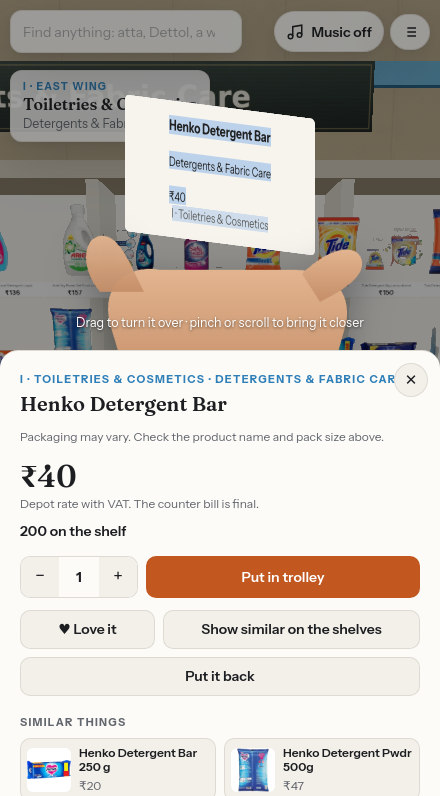 Find anything: atta, Dettol, a w
Music off
I · EAST WING
Toiletries & C
Detergents & Fab
Care
Henko Detergent Bar
Detergents & Fabric Care
₹40
I · Toiletries & Cosmetics
Tide
Tide
₹136
₹157
₹150
Drag to turn it over · pinch or scroll to bring it closer
I · TOILETRIES & COSMETICS · DETERGENTS & FABRIC CAR
Henko Detergent Bar
Packaging may vary. Check the product name and pack size above.
₹40
Depot rate with VAT. The counter bill is final.
200 on the shelf
− 1 +
Put in trolley
♥ Love it
Show similar on the shelves
Put it back
SIMILAR THINGS
Henko Detergent Bar 250 g
₹20
Henko Detergent Pwdr 500g
₹47